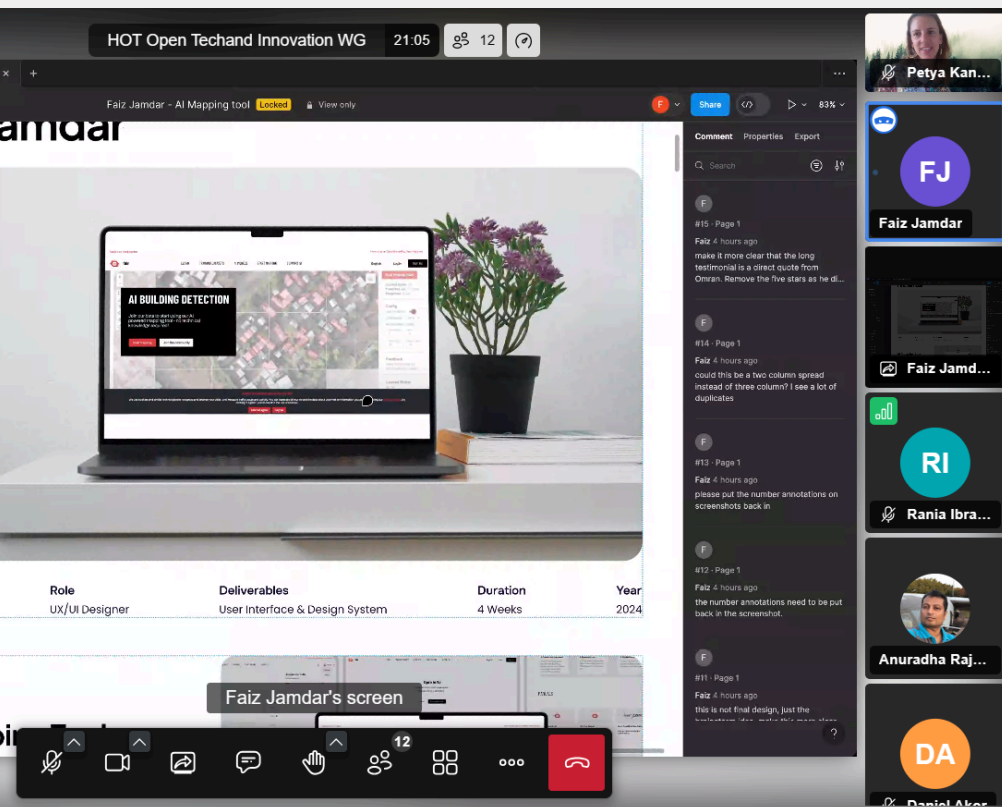 HOT Open Techand Innovation WG
21:05
12
Faiz Jamdar - AI Mapping tool
Locked
View only
F
Share
83%
amdar
AI BUILDING DETECTION
Role
UX/UI Designer
Deliverables
User Interface & Design System
Duration
4 Weeks
Year
2024
Faiz Jamdar's screen
12
Comment
Properties
Export
Search
F
#15 · Page 1
Faiz 4 hours ago
make it more clear that the long
testimonial is a direct quote from
Omran. Remove the five stars as he di...
F
#14 · Page 1
Faiz 4 hours ago
could this be a two column spread
instead of three column? I see a lot of
duplicates
F
#13 · Page 1
Faiz 4 hours ago
please put the number annotations on
screenshots back in
F
#12 · Page 1
Faiz 4 hours ago
the number annotations need to be put
back in the screenshot.
F
#11 · Page 1
Faiz 4 hours ago
this is not final design, just the
?
Petya Kan...
FJ
Faiz Jamdar
Faiz Jamd...
RI
Rania Ibra...
Anuradha Raj...
DA
Daniel Akor